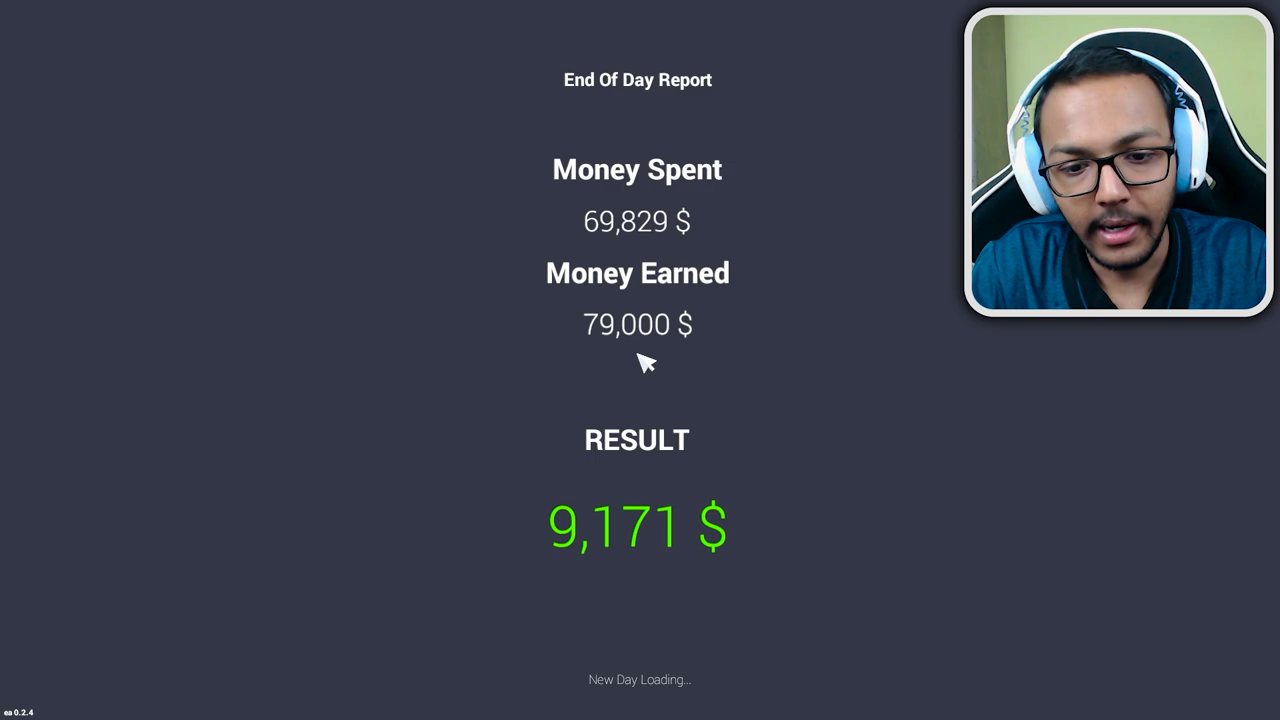 End Of Day Report
Money Spent
69,829 $
Money Earned
79,000 $
RESULT
9,171 $
New Day Loading...
ea 0.2.4